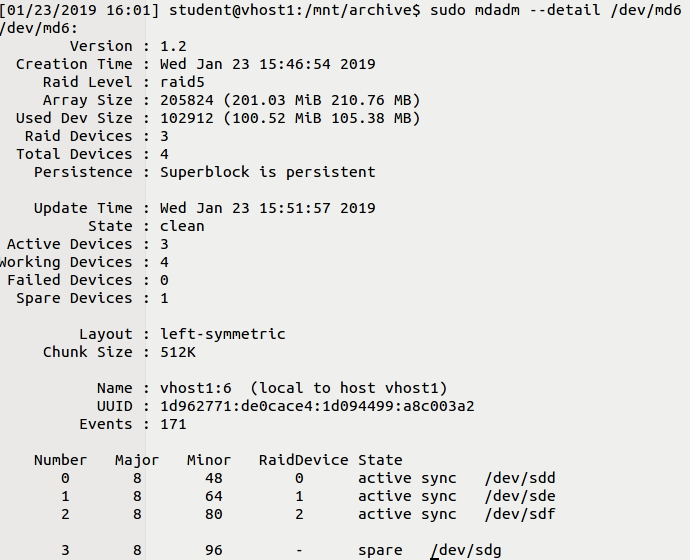 [01/23/2019 16:01] student@vhost1:/mnt/archive$ sudo mdadm --detail /dev/md6
/dev/md6:
Version : 1.2
Creation Time : Wed Jan 23 15:46:54 2019
Raid Level : raid5
Array Size : 205824 (201.03 MiB 210.76 MB)
Used Dev Size : 102912 (100.52 MiB 105.38 MB)
Raid Devices : 3
Total Devices : 4
Persistence : Superblock is persistent
Update Time : Wed Jan 23 15:51:57 2019
State : clean
Active Devices : 3
Working Devices : 4
Failed Devices : 0
Spare Devices : 1
Layout : left-symmetric
Chunk Size : 512K
Name : vhost1:6  (local to host vhost1)
UUID : 1d962771:de0cace4:1d094499:a8c003a2
Events : 171
Number Major Minor RaidDevice State
0 8 48 0 active sync /dev/sdd
1 8 64 1 active sync /dev/sde
2 8 80 2 active sync /dev/sdf
3 8 96 - spare /dev/sdg